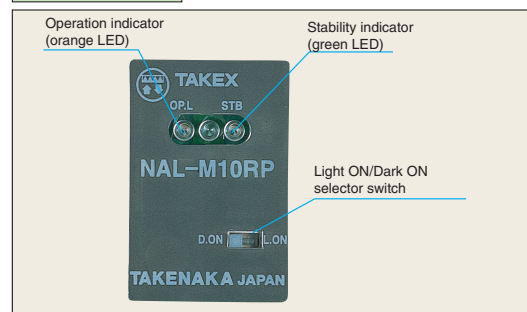 Operation indicator
(orange LED)
Stability indicator
(green LED)
TAKEX
OP.L STB
NAL-M10RP
Light ON/Dark ON
selector switch
D.ON L.ON
TAKENAKA JAPAN